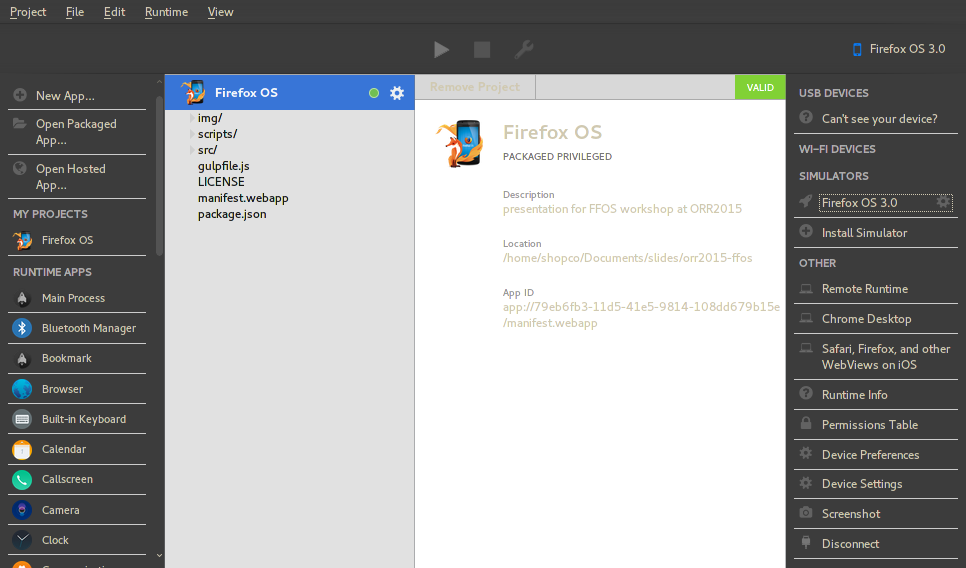 Project File Edit Runtime View
Firefox OS 3.0
New App...
Open Packaged
App...
Open Hosted
App...
MY PROJECTS
Firefox OS
RUNTIME APPS
Main Process
Bluetooth Manager
Bookmark
Browser
Built-in Keyboard
Calendar
Callscreen
Camera
Clock
Firefox OS
img/
scripts/
src/
gulpfile.js
LICENSE
manifest.webapp
package.json
Remove Project
VALID
Firefox OS
PACKAGED PRIVILEGED
Description
presentation for FFOS workshop at ORR2015
Location
/home/shopco/Documents/slides/orr2015-ffos
App ID
app://79eb6fb3-11d5-41e5-9814-108dd679b15e
/manifest.webapp
USB DEVICES
Can't see your device?
WI-FI DEVICES
SIMULATORS
Firefox OS 3.0
Install Simulator
OTHER
Remote Runtime
Chrome Desktop
Safari, Firefox, and other
WebViews on iOS
Runtime Info
Permissions Table
Device Preferences
Device Settings
Screenshot
Disconnect